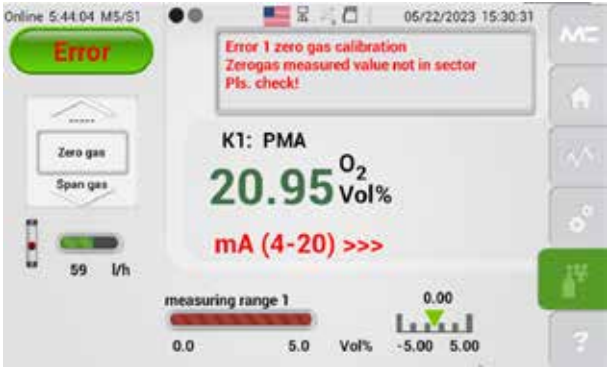 Online 5:44:04 M5/S1
05/22/2023 15:30:31
Error
Error 1 zero gas calibration
Zerogas measured value not in sector
Pls. check!
.....
Zero gas
Span gas
K1: PMA
20.95 O2 Vol%
mA (4-20) >>>
59 l/h
measuring range 1
0.00
0.0 5.0 Vol% -5.00 5.00
?